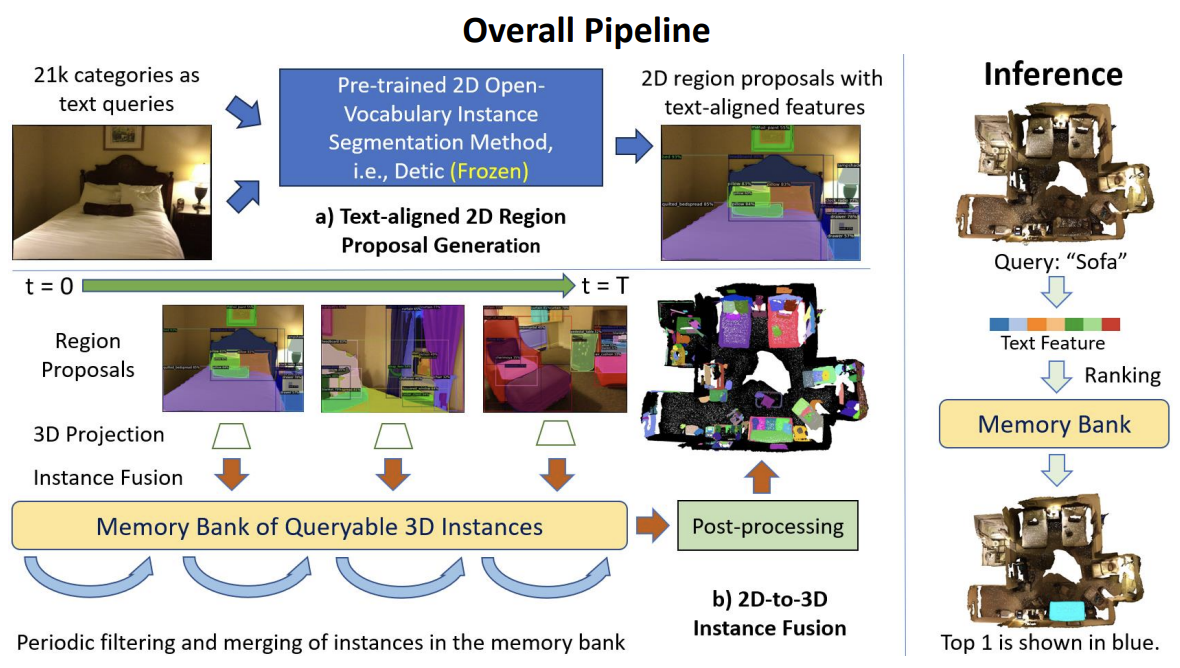 Overall Pipeline
21k categories as
text queries
Pre-trained 2D Open-
Vocabulary Instance
Segmentation Method,
i.e., Detic (Frozen)
2D region proposals with
text-aligned features
a) Text-aligned 2D Region
Proposal Generation
t = 0
t = T
Region
Proposals
3D Projection
Instance Fusion
Memory Bank of Queryable 3D Instances
Post-processing
b) 2D-to-3D
Instance Fusion
Periodic filtering and merging of instances in the memory bank
Inference
Query: “Sofa”
Text Feature
Ranking
Memory Bank
Top 1 is shown in blue.